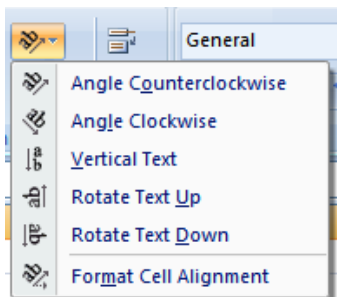 General
Angle Counterclockwise
Angle Clockwise
Vertical Text
Rotate Text Up
Rotate Text Down
Format Cell Alignment